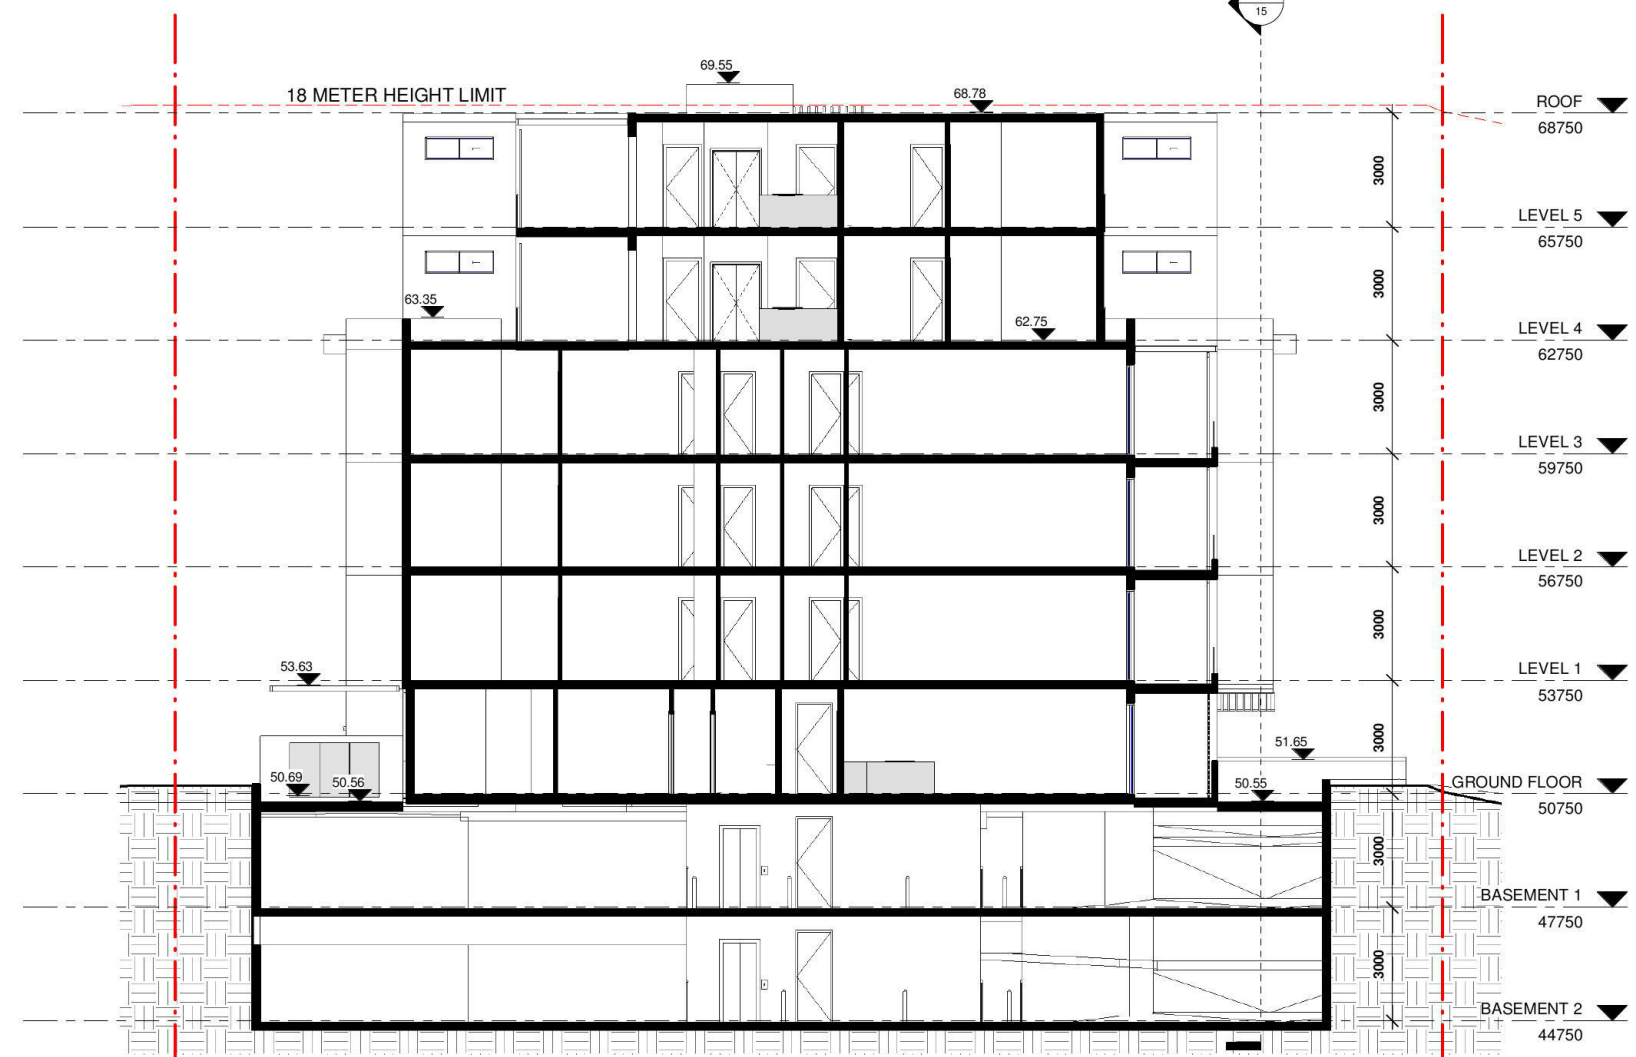 15
69.55
18 METER HEIGHT LIMIT
68.78
ROOF
68750
3000
LEVEL 5
65750
3000
63.35
62.75
LEVEL 4
62750
3000
LEVEL 3
59750
3000
LEVEL 2
56750
3000
53.63
LEVEL 1
53750
3000
51.65
50.69
50.56
50.55
GROUND FLOOR
50750
3000
BASEMENT 1
47750
3000
BASEMENT 2
44750